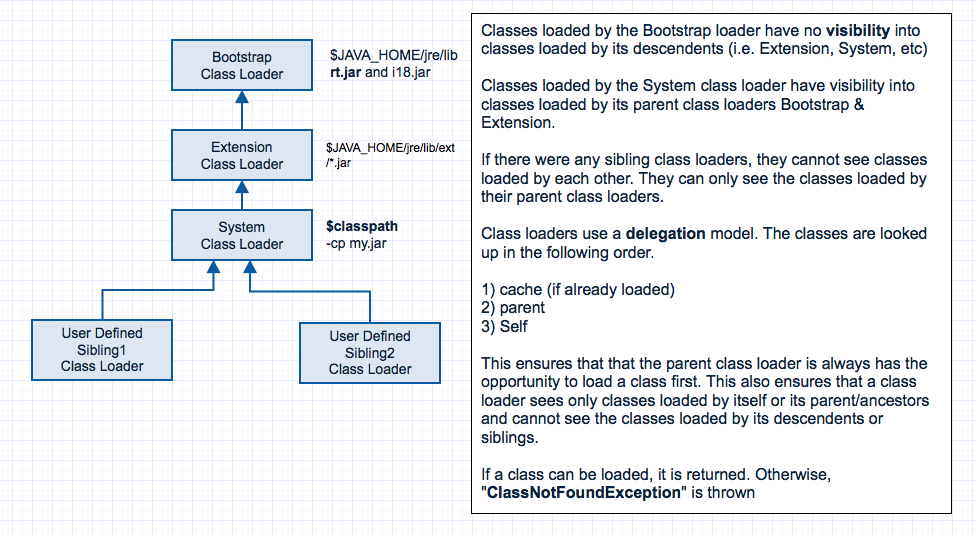 Bootstrap
Class Loader
$JAVA_HOME/jre/lib
rt.jar and i18.jar
Extension
Class Loader
$JAVA_HOME/jre/lib/ext
/*.jar
System
Class Loader
$classpath
-cp my.jar
User Defined
Sibling1
Class Loader
User Defined
Sibling2
Class Loader
Classes loaded by the Bootstrap loader have no visibility into
classes loaded by its descendents (i.e. Extension, System, etc)
Classes loaded by the System class loader have visibility into
classes loaded by its parent class loaders Bootstrap &
Extension.
If there were any sibling class loaders, they cannot see classes
loaded by each other. They can only see the classes loaded by
their parent class loaders.
Class loaders use a delegation model. The classes are looked
up in the following order.
1) cache (if already loaded)
2) parent
3) Self
This ensures that that the parent class loader is always has the
opportunity to load a class first. This also ensures that a class
loader sees only classes loaded by itself or its parent/ancestors
and cannot see the classes loaded by its descendents or
siblings.
If a class can be loaded, it is returned. Otherwise,
"ClassNotFoundException" is thrown